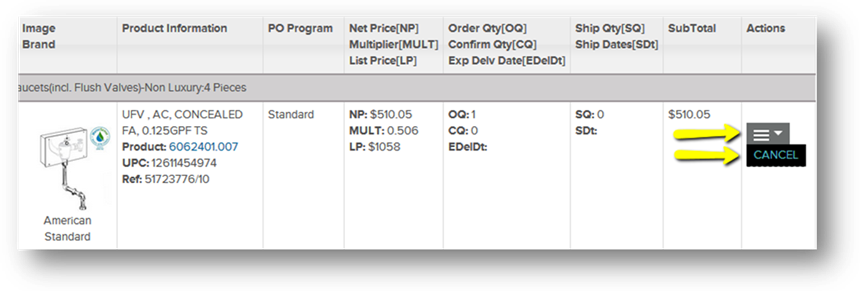 Image
Brand
Product Information
PO Program
Net Price[NP]
Multiplier[MULT]
List Price[LP]
Order Qty[OQ]
Confirm Qty[CQ]
Exp Delv Date[EDelDt]
Ship Qty[SQ]
Ship Dates[SDt]
SubTotal
Actions
aucets(incl. Flush Valves)-Non Luxury:4 Pieces
American
Standard
UFV , AC, CONCEALED
FA, 0.125GPF TS
Product: 6062401.007
UPC: 12611454974
Ref: 51723776/10
Standard
NP: $510.05
MULT: 0.506
LP: $1058
OQ: 1
CQ: 0
EDelDt:
SQ: 0
SDt:
$510.05
CANCEL